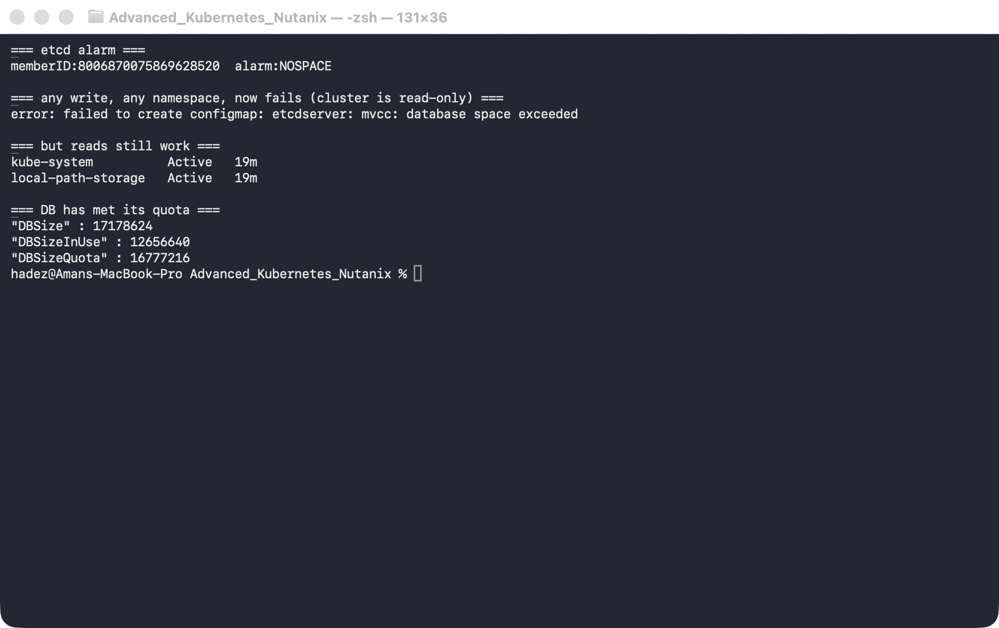 Advanced_Kubernetes_Nutanix — -zsh — 131×36
=== etcd alarm ===
memberID:8006870075869628520  alarm:NOSPACE
=== any write, any namespace, now fails (cluster is read-only) ===
error: failed to create configmap: etcdserver: mvcc: database space exceeded
=== but reads still work ===
kube-system          Active   19m
local-path-storage   Active   19m
=== DB has met its quota ===
"DBSize" : 17178624
"DBSizeInUse" : 12656640
"DBSizeQuota" : 16777216
hadez@Amans-MacBook-Pro Advanced_Kubernetes_Nutanix %